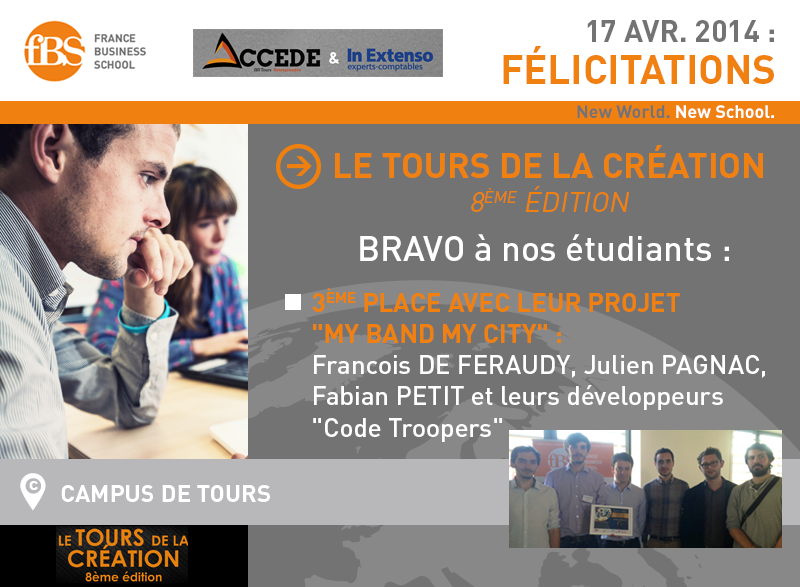 fBS
FRANCE
BUSINESS
SCHOOL
ACCEDE & In Extenso
experts-comptables
17 AVR. 2014 :
FÉLICITATIONS
New World. New School.
LE TOURS DE LA CRÉATION
8ÈME ÉDITION
BRAVO à nos étudiants :
3ÈME PLACE AVEC LEUR PROJET
"MY BAND MY CITY" :
Francois DE FERAUDY, Julien PAGNAC,
Fabian PETIT et leurs développeurs
"Code Troopers"
fBS
C CAMPUS DE TOURS
LE TOURS DE LA
CRÉATION
8ème édition